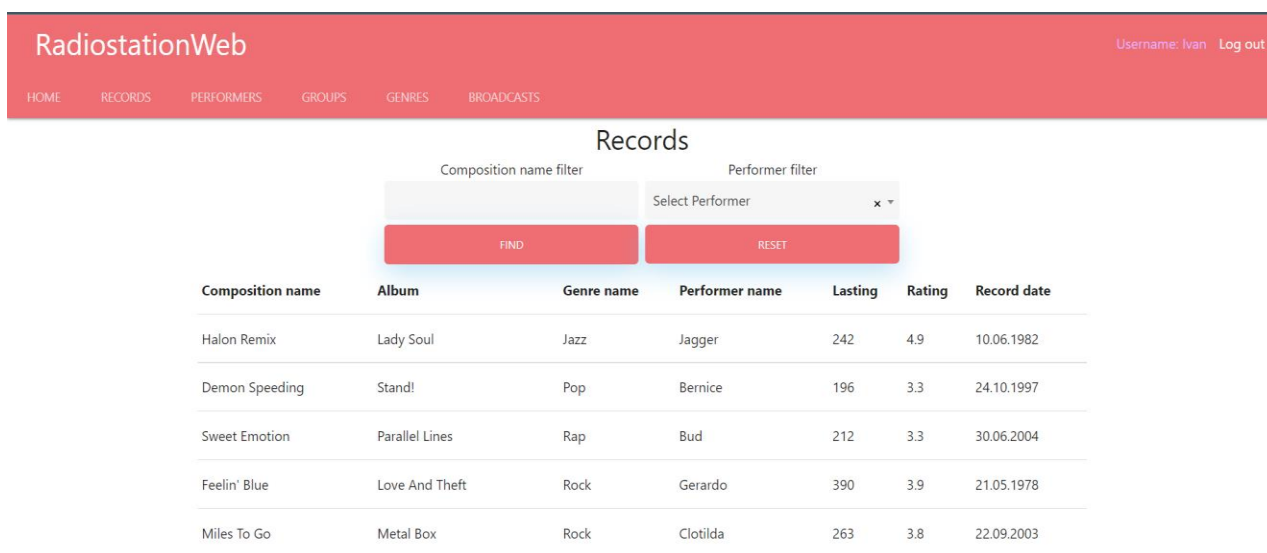 RadiostationWeb
Username: Ivan Log out
HOME RECORDS PERFORMERS GROUPS GENRES BROADCASTS
Records
Composition name filter Performer filter
Select Performer × 
FIND RESET
Composition name Album Genre name Performer name Lasting Rating Record date
Halon Remix Lady Soul Jazz Jagger 242 4.9 10.06.1982
Demon Speeding Stand! Pop Bernice 196 3.3 24.10.1997
Sweet Emotion Parallel Lines Rap Bud 212 3.3 30.06.2004
Feelin' Blue Love And Theft Rock Gerardo 390 3.9 21.05.1978
Miles To Go Metal Box Rock Clotilda 263 3.8 22.09.2003